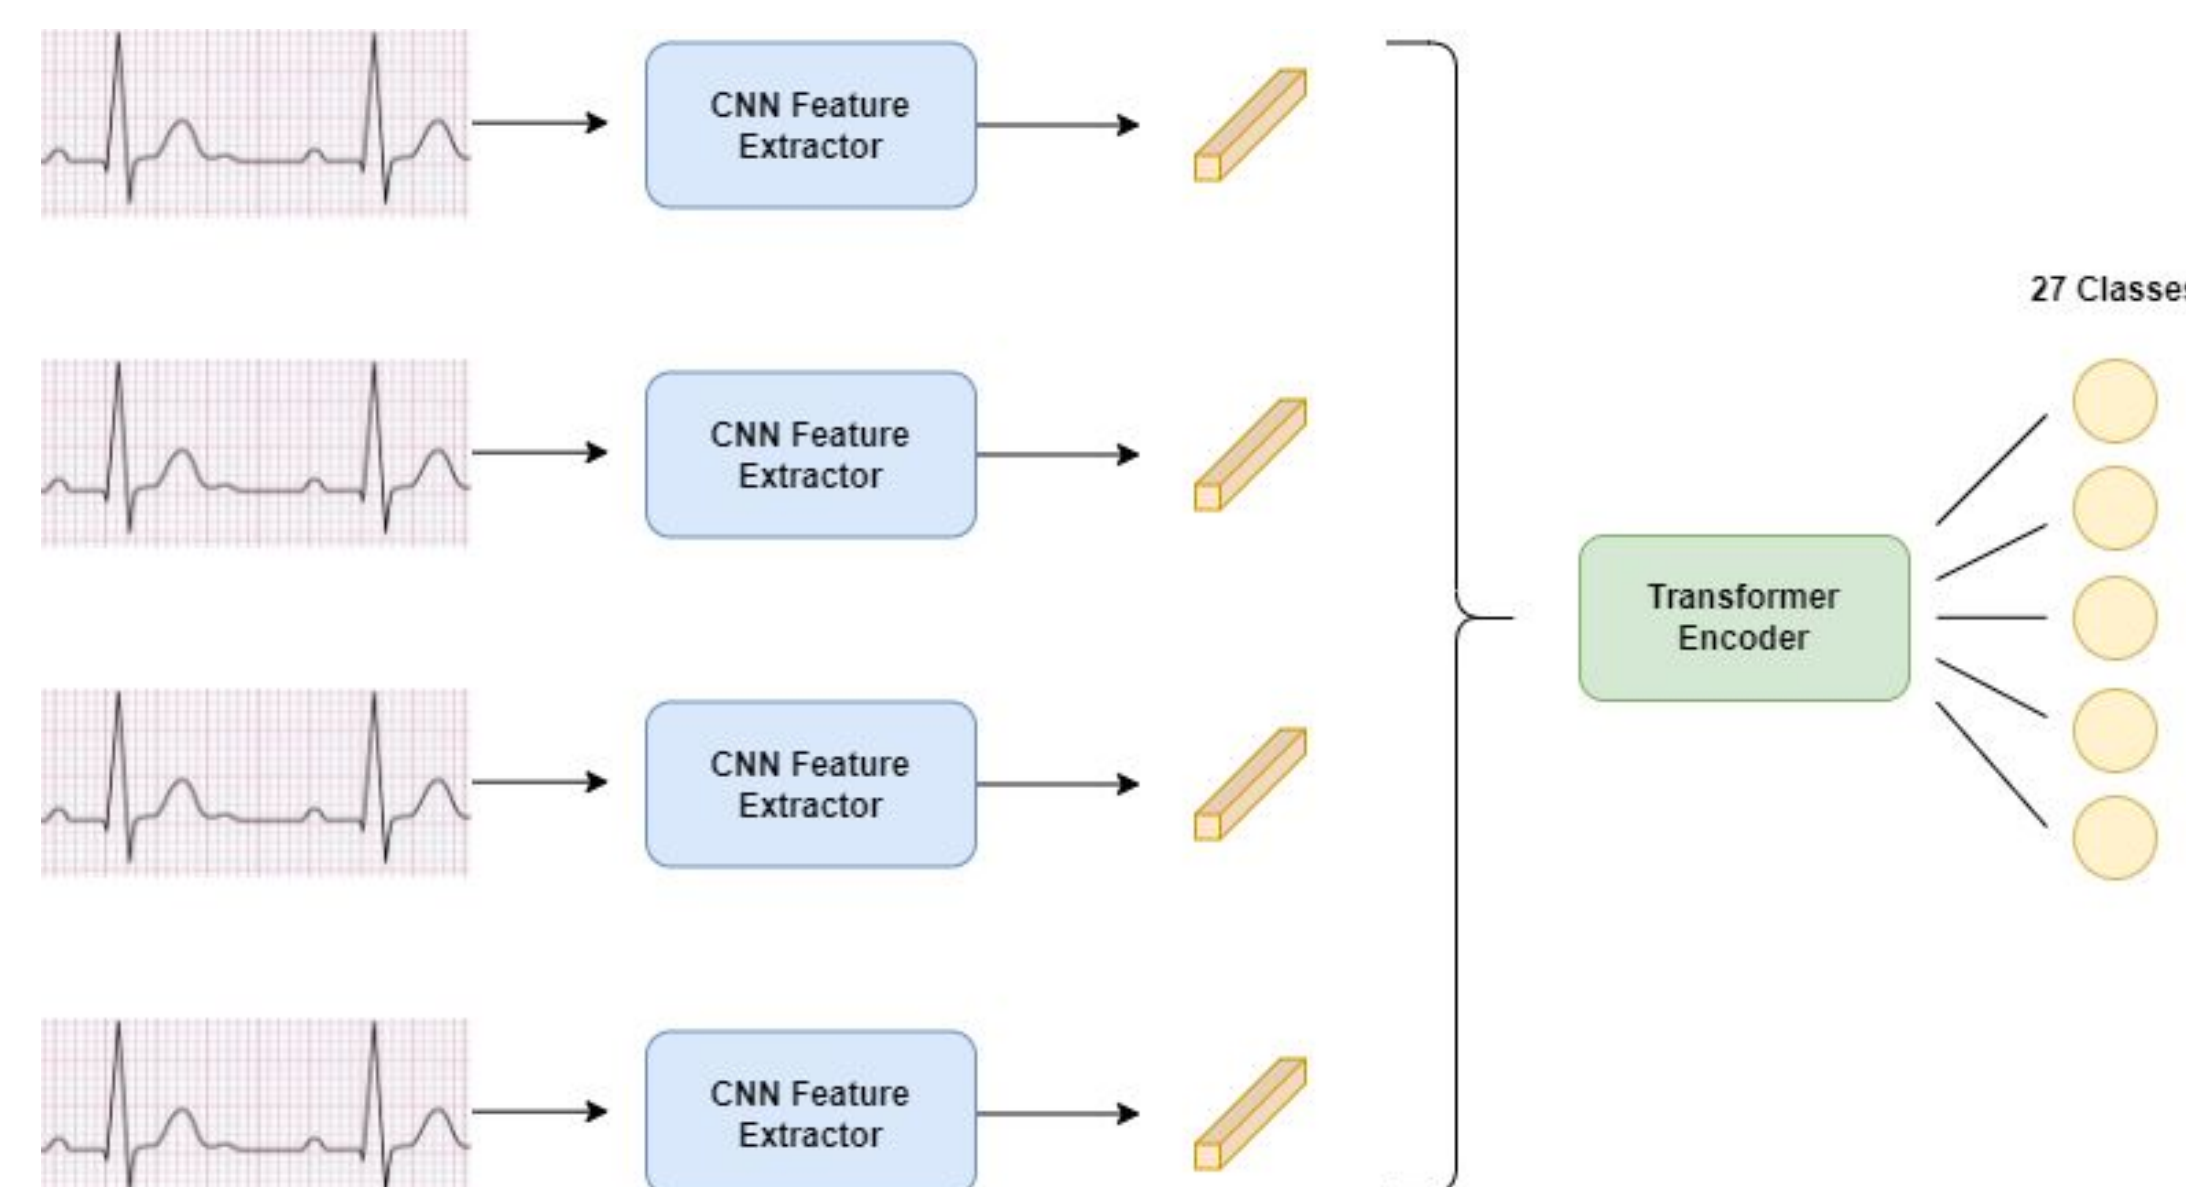 CNN Feature
Extractor
27 Classes
CNN Feature
Extractor
Transformer
Encoder
CNN Feature
Extractor
CNN Feature
Extractor